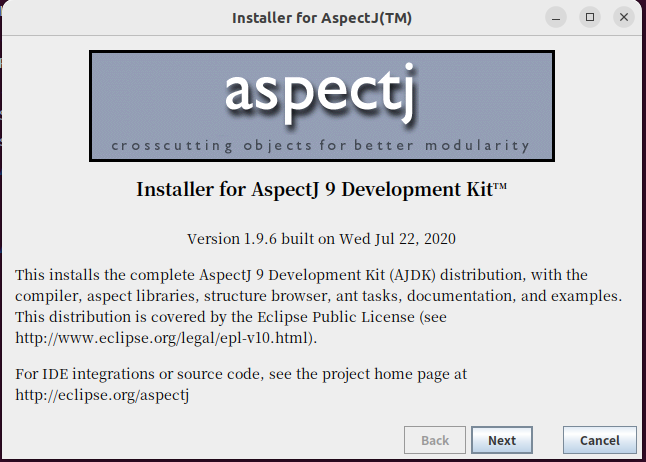 Installer for AspectJ(TM)
aspectj
crosscutting objects for better modularity
Installer for AspectJ 9 Development Kit™
Version 1.9.6 built on Wed Jul 22, 2020
This installs the complete AspectJ 9 Development Kit (AJDK) distribution, with the
compiler, aspect libraries, structure browser, ant tasks, documentation, and examples.
This distribution is covered by the Eclipse Public License (see
http://www.eclipse.org/legal/epl-v10.html).
For IDE integrations or source code, see the project home page at
http://eclipse.org/aspectj
Back Next Cancel